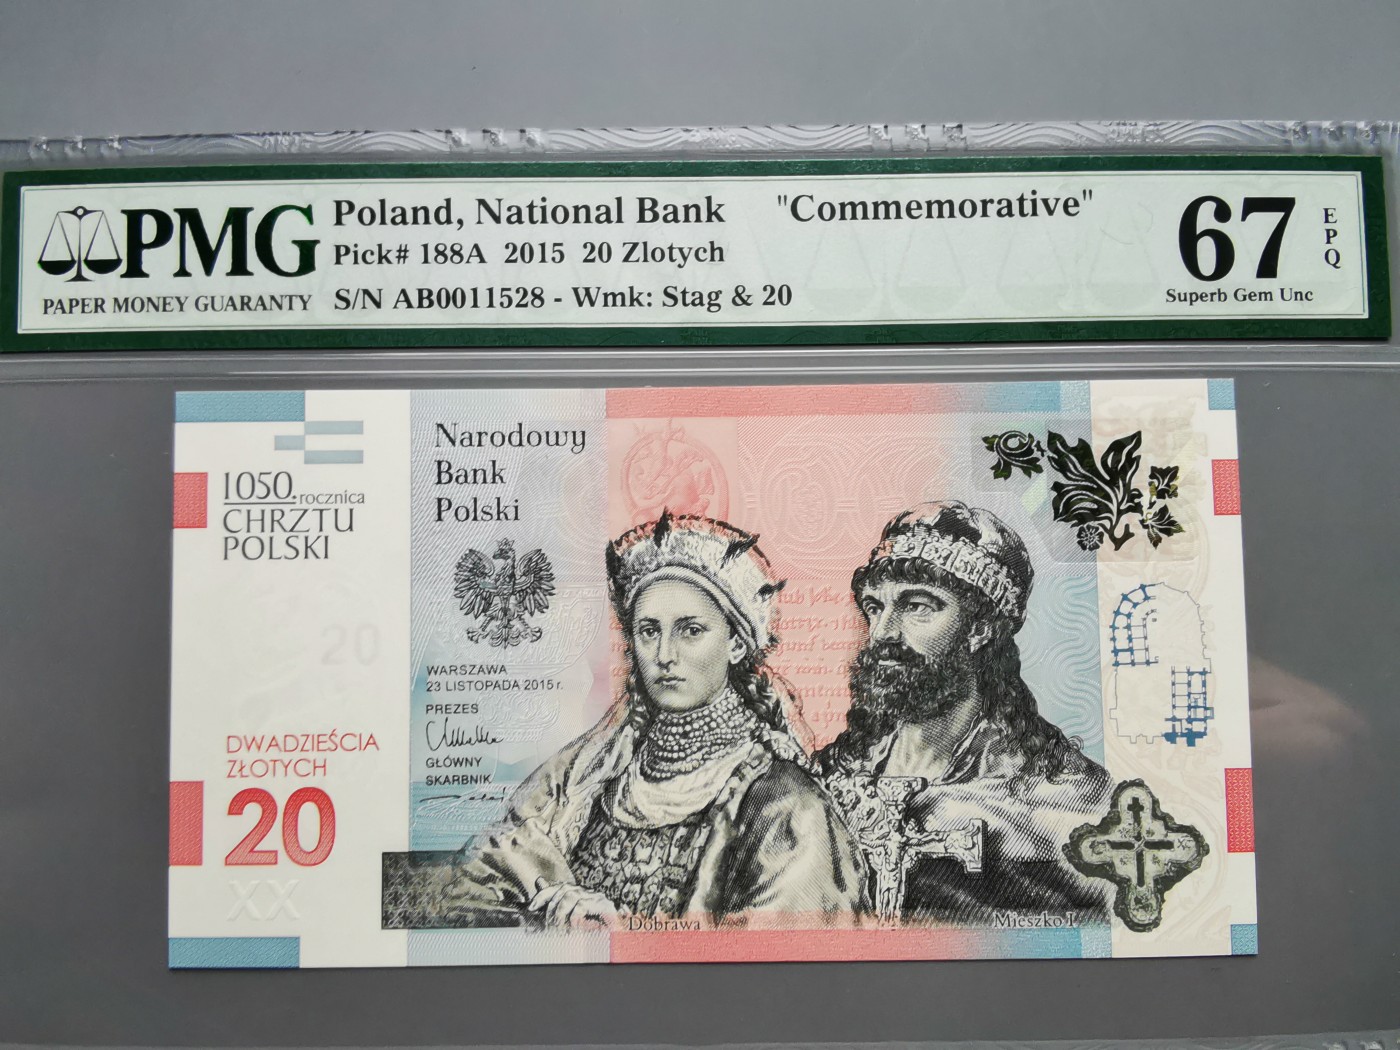 PMG
PAPER MONEY GUARANTY
Poland, National Bank "Commemorative"
Pick# 188A 2015 20 Zlotych
S/N AB0011528 - Wmk: Stag & 20
67
EPQ
Superb Gem Unc
1050. rocznica
CHRZTU
POLSKI
Narodowy
Bank
Polski
20
WARSZAWA
23 LISTOPADA 2015 r.
PREZES
GŁÓWNY
SKARBNIK
DWADZIEŚCIA
ZŁOTYCH
20
XX
Dobrawa
Mieszko I